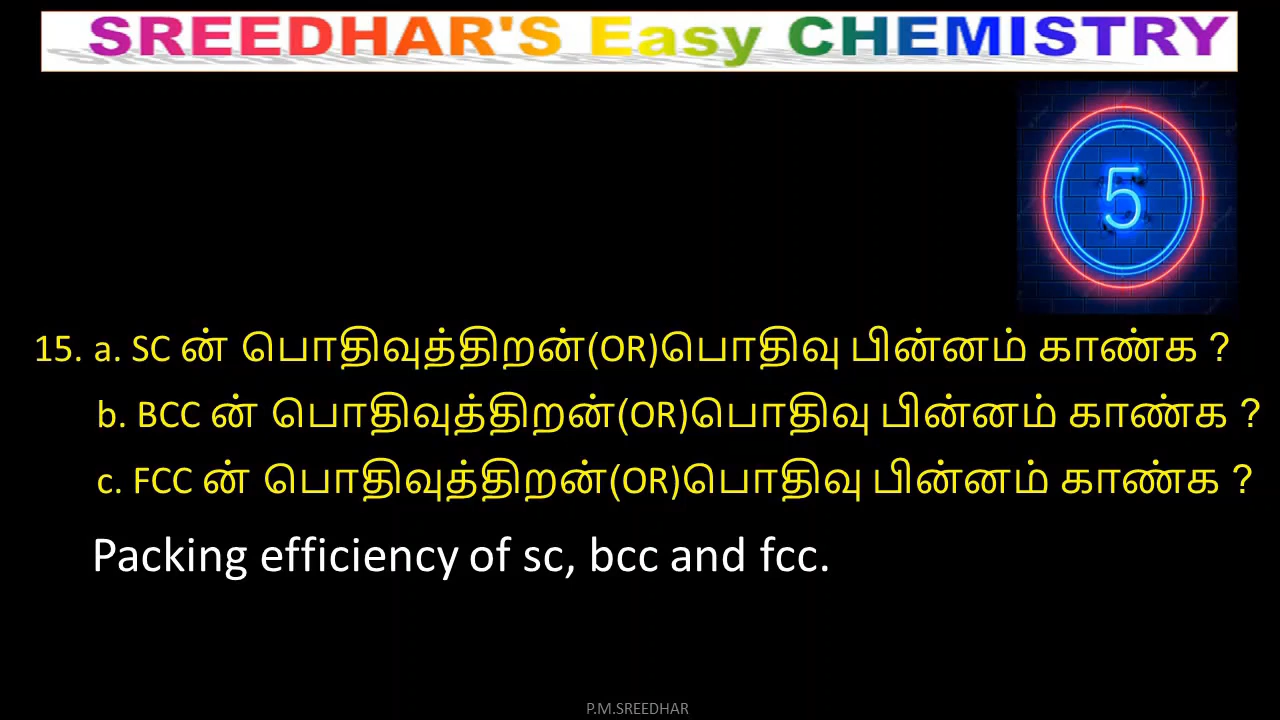 SREEDHAR'S Easy CHEMISTRY
5
15. a. SC ன் பொதிவுத்திறன்(OR)பொதிவு பின்னம் காண்க ?
b. BCC ன் பொதிவுத்திறன்(OR)பொதிவு பின்னம் காண்க ?
c. FCC ன் பொதிவுத்திறன்(OR)பொதிவு பின்னம் காண்க ?
Packing efficiency of sc, bcc and fcc.
P.M.SREEDHAR